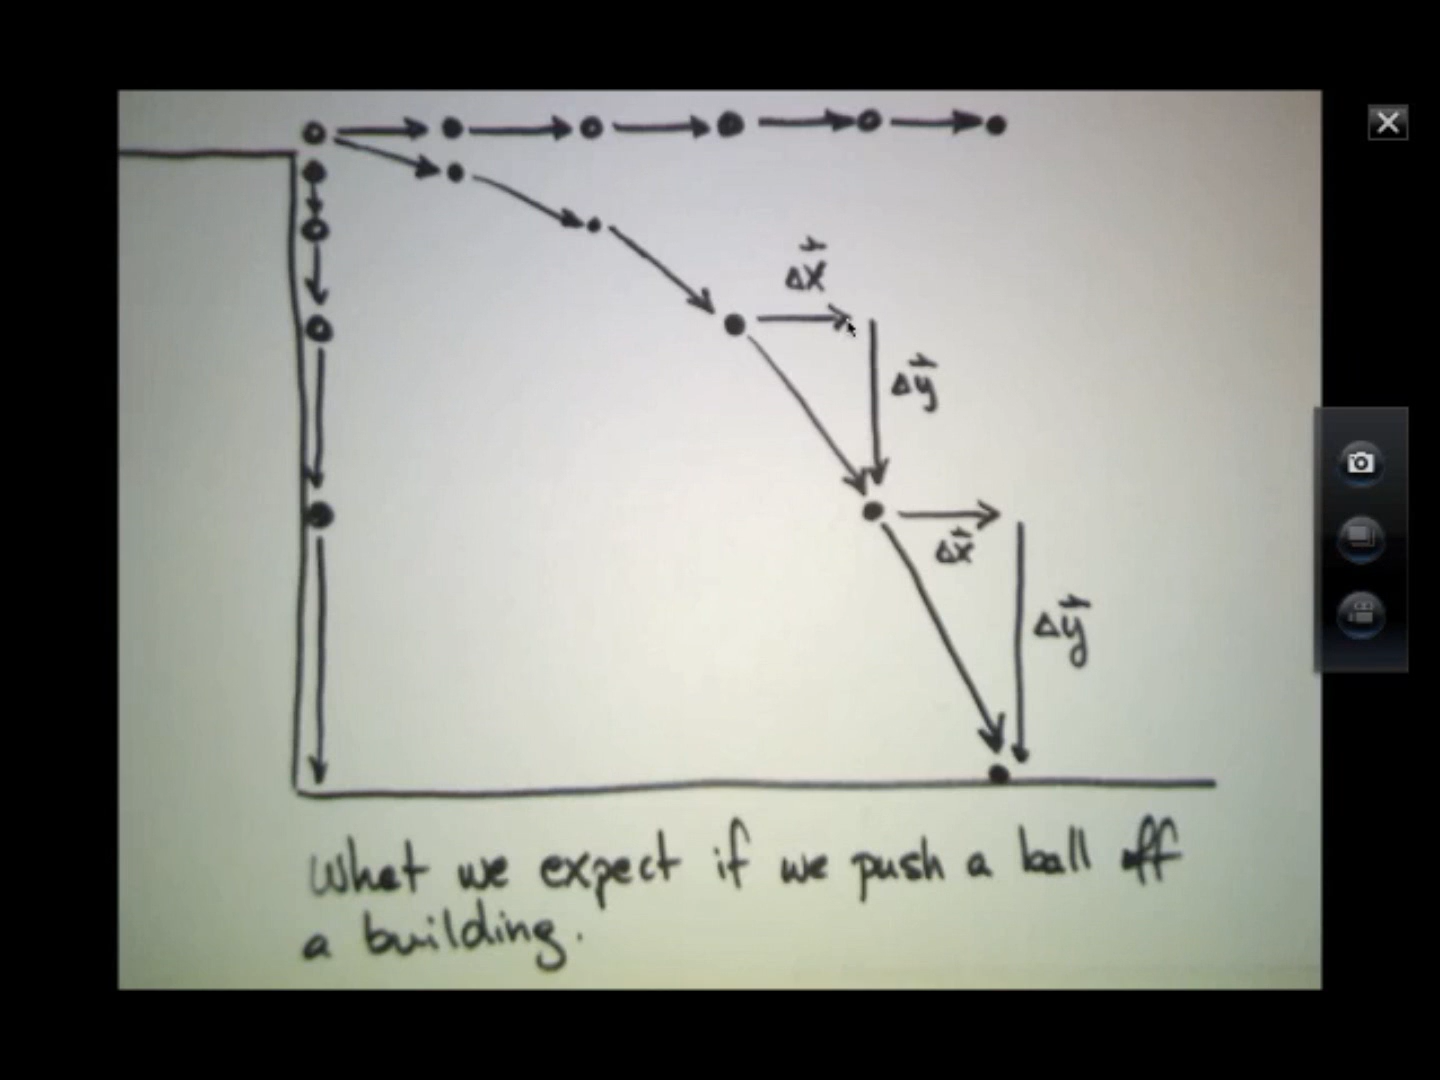 Δx⃗
Δy⃗
Δx⃗
Δy⃗
What we expect if we push a ball off
a building.